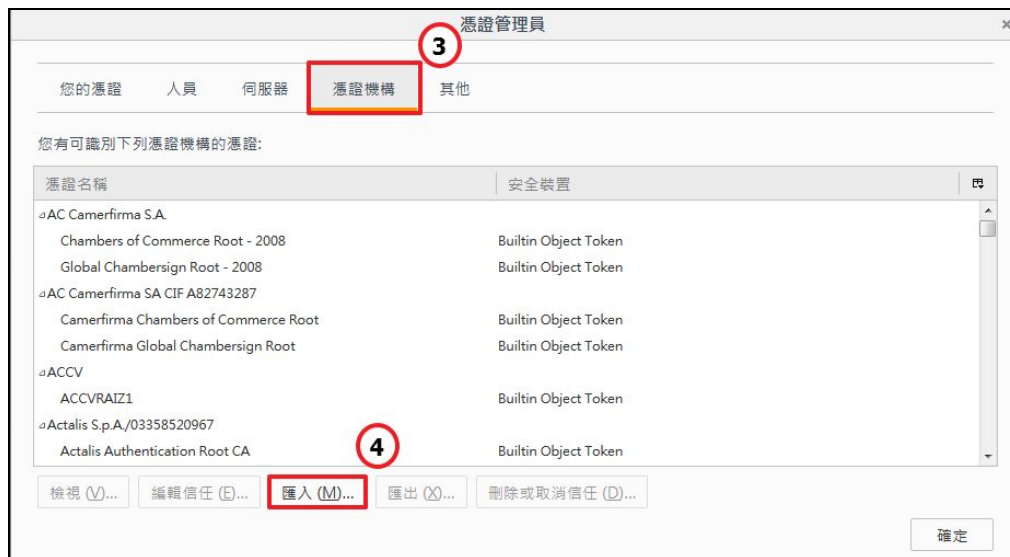 憑證管理員
3
您的憑證 人員 伺服器 憑證機構 其他
您有可識別下列憑證機構的憑證:
憑證名稱 安全裝置
AC Camerfirma S.A.
Chambers of Commerce Root - 2008 Builtin Object Token
Global Chambersign Root - 2008 Builtin Object Token
AC Camerfirma SA CIF A82743287
Camerfirma Chambers of Commerce Root Builtin Object Token
Camerfirma Global Chambersign Root Builtin Object Token
ACCV
ACCVRAIZ1 Builtin Object Token
Actalis S.p.A./03358520967
Actalis Authentication Root CA Builtin Object Token
4
檢視 (V)... 編輯信任 (E)... 匯入 (M)... 匯出 (X)... 刪除或取消信任 (D)...
確定